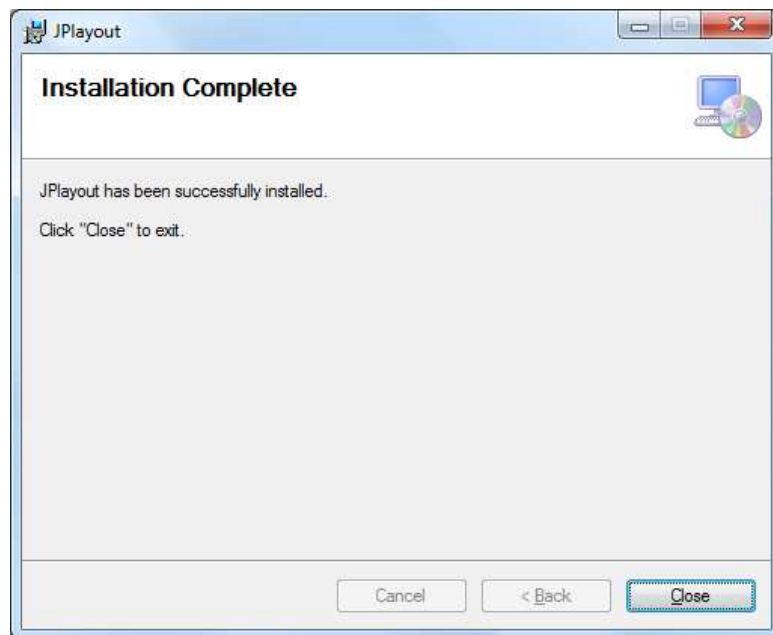 JPlayout
Installation Complete
JPlayout has been successfully installed.
Click "Close" to exit.
Cancel
< Back
Close